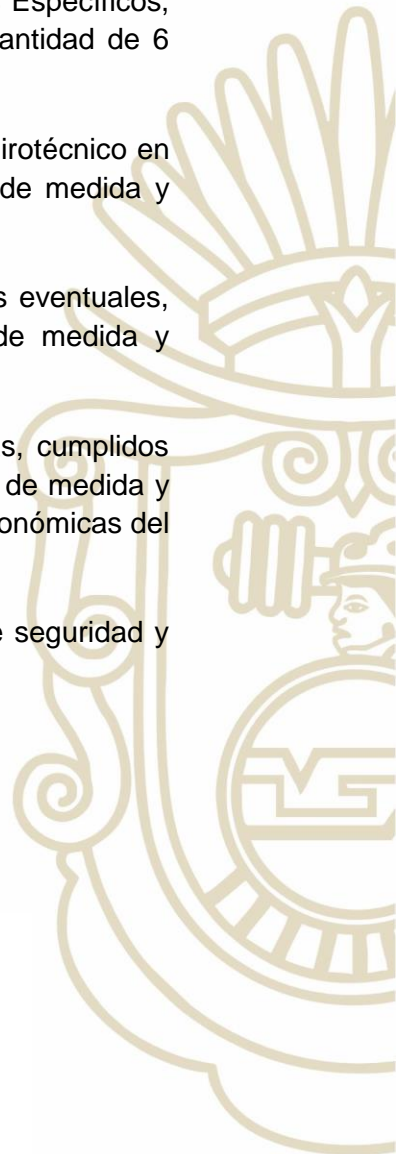 Específicos,
antidad de 6
irotécnico en
de medida y
s eventuales,
de medida y
s, cumplidos
de medida y
onómicas del
e seguridad y